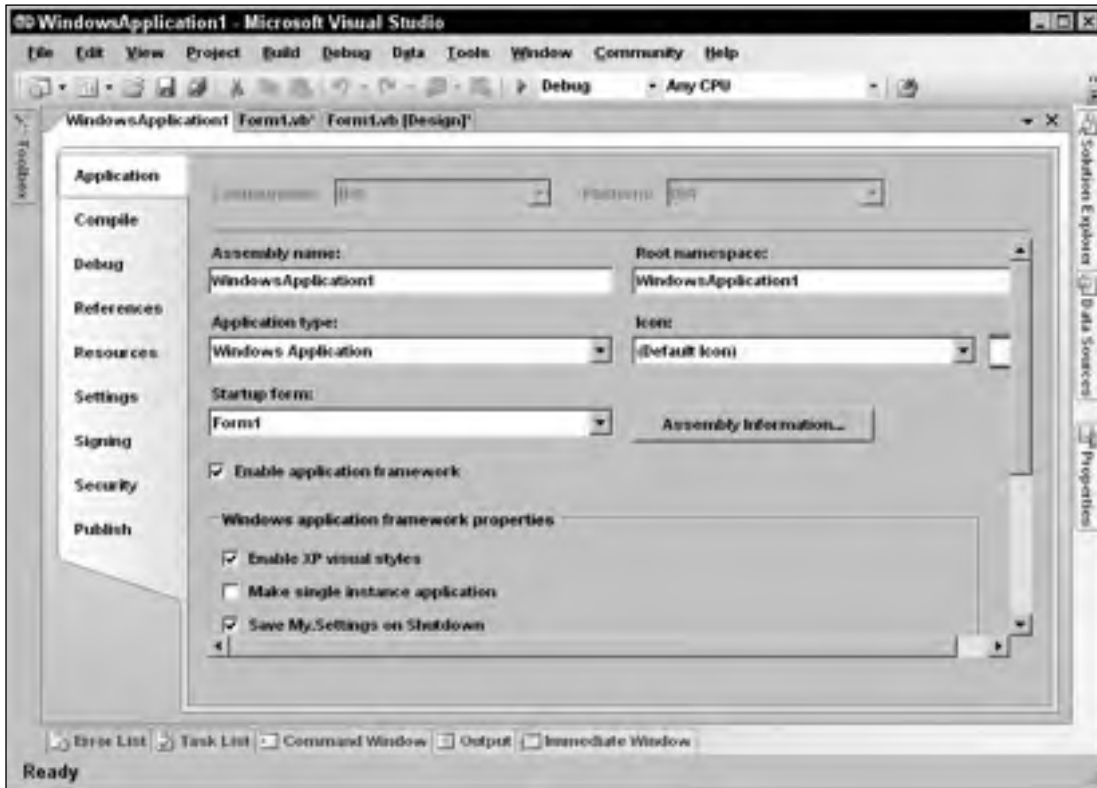 WindowsApplication1 - Microsoft Visual Studio
File Edit View Project Build Debug Data Tools Window Community Help
Debug Any CPU
WindowsApplication1 Form1.vb* Form1.vb [Design]*
Toolbox
Solution Explorer
Data Sources
Properties
Application
Compile
Debug
References
Resources
Settings
Signing
Security
Publish
Configuration: N/A Platform: N/A
Assembly name: Root namespace:
WindowsApplication1 WindowsApplication1
Application type: Icon:
Windows Application (Default Icon)
Startup form:
Form1 Assembly Information...
Enable application framework
Windows application framework properties
Enable XP visual styles
Make single instance application
Save My.Settings on Shutdown
Error List Task List Command Window Output Immediate Window
Ready